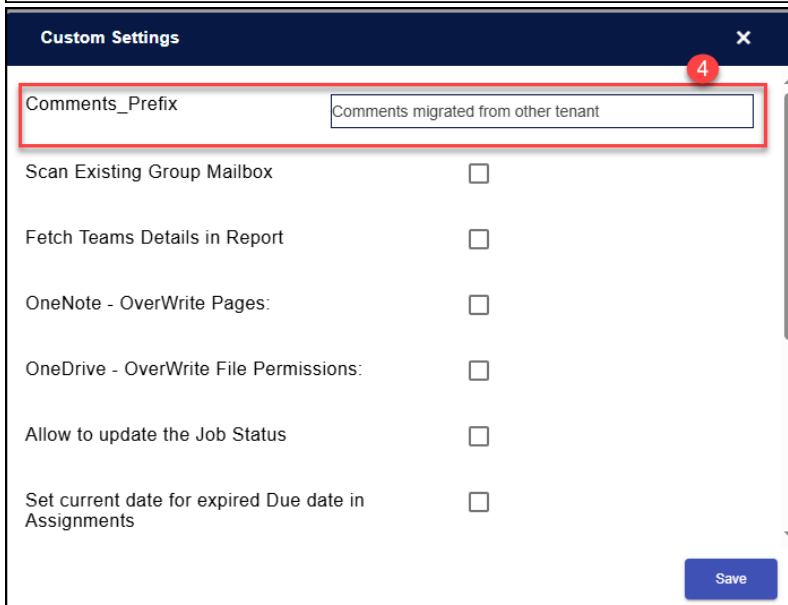 Custom Settings
4
Comments_Prefix
Comments migrated from other tenant
Scan Existing Group Mailbox
Fetch Teams Details in Report
OneNote - OverWrite Pages:
OneDrive - OverWrite File Permissions:
Allow to update the Job Status
Set current date for expired Due date in
Assignments
Save